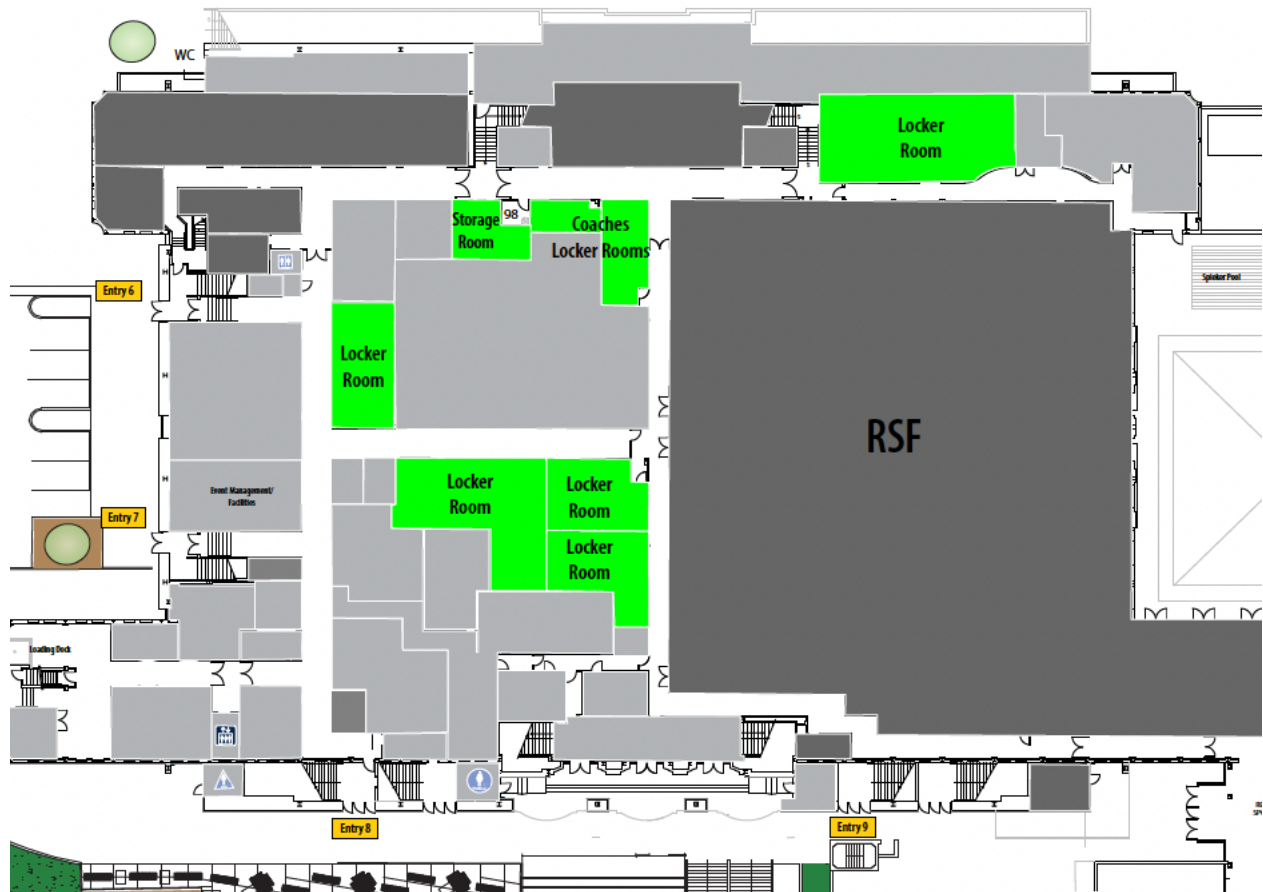 WC
Locker
Room
Storage
Room
98
Coaches
Locker Rooms
Entry 6
Spieker Pool
Locker
Room
RSF
Locker
Room
Locker
Room
Event Management/
Facilities
Entry 7
Locker
Room
Loading Dock
Entry 8
Entry 9